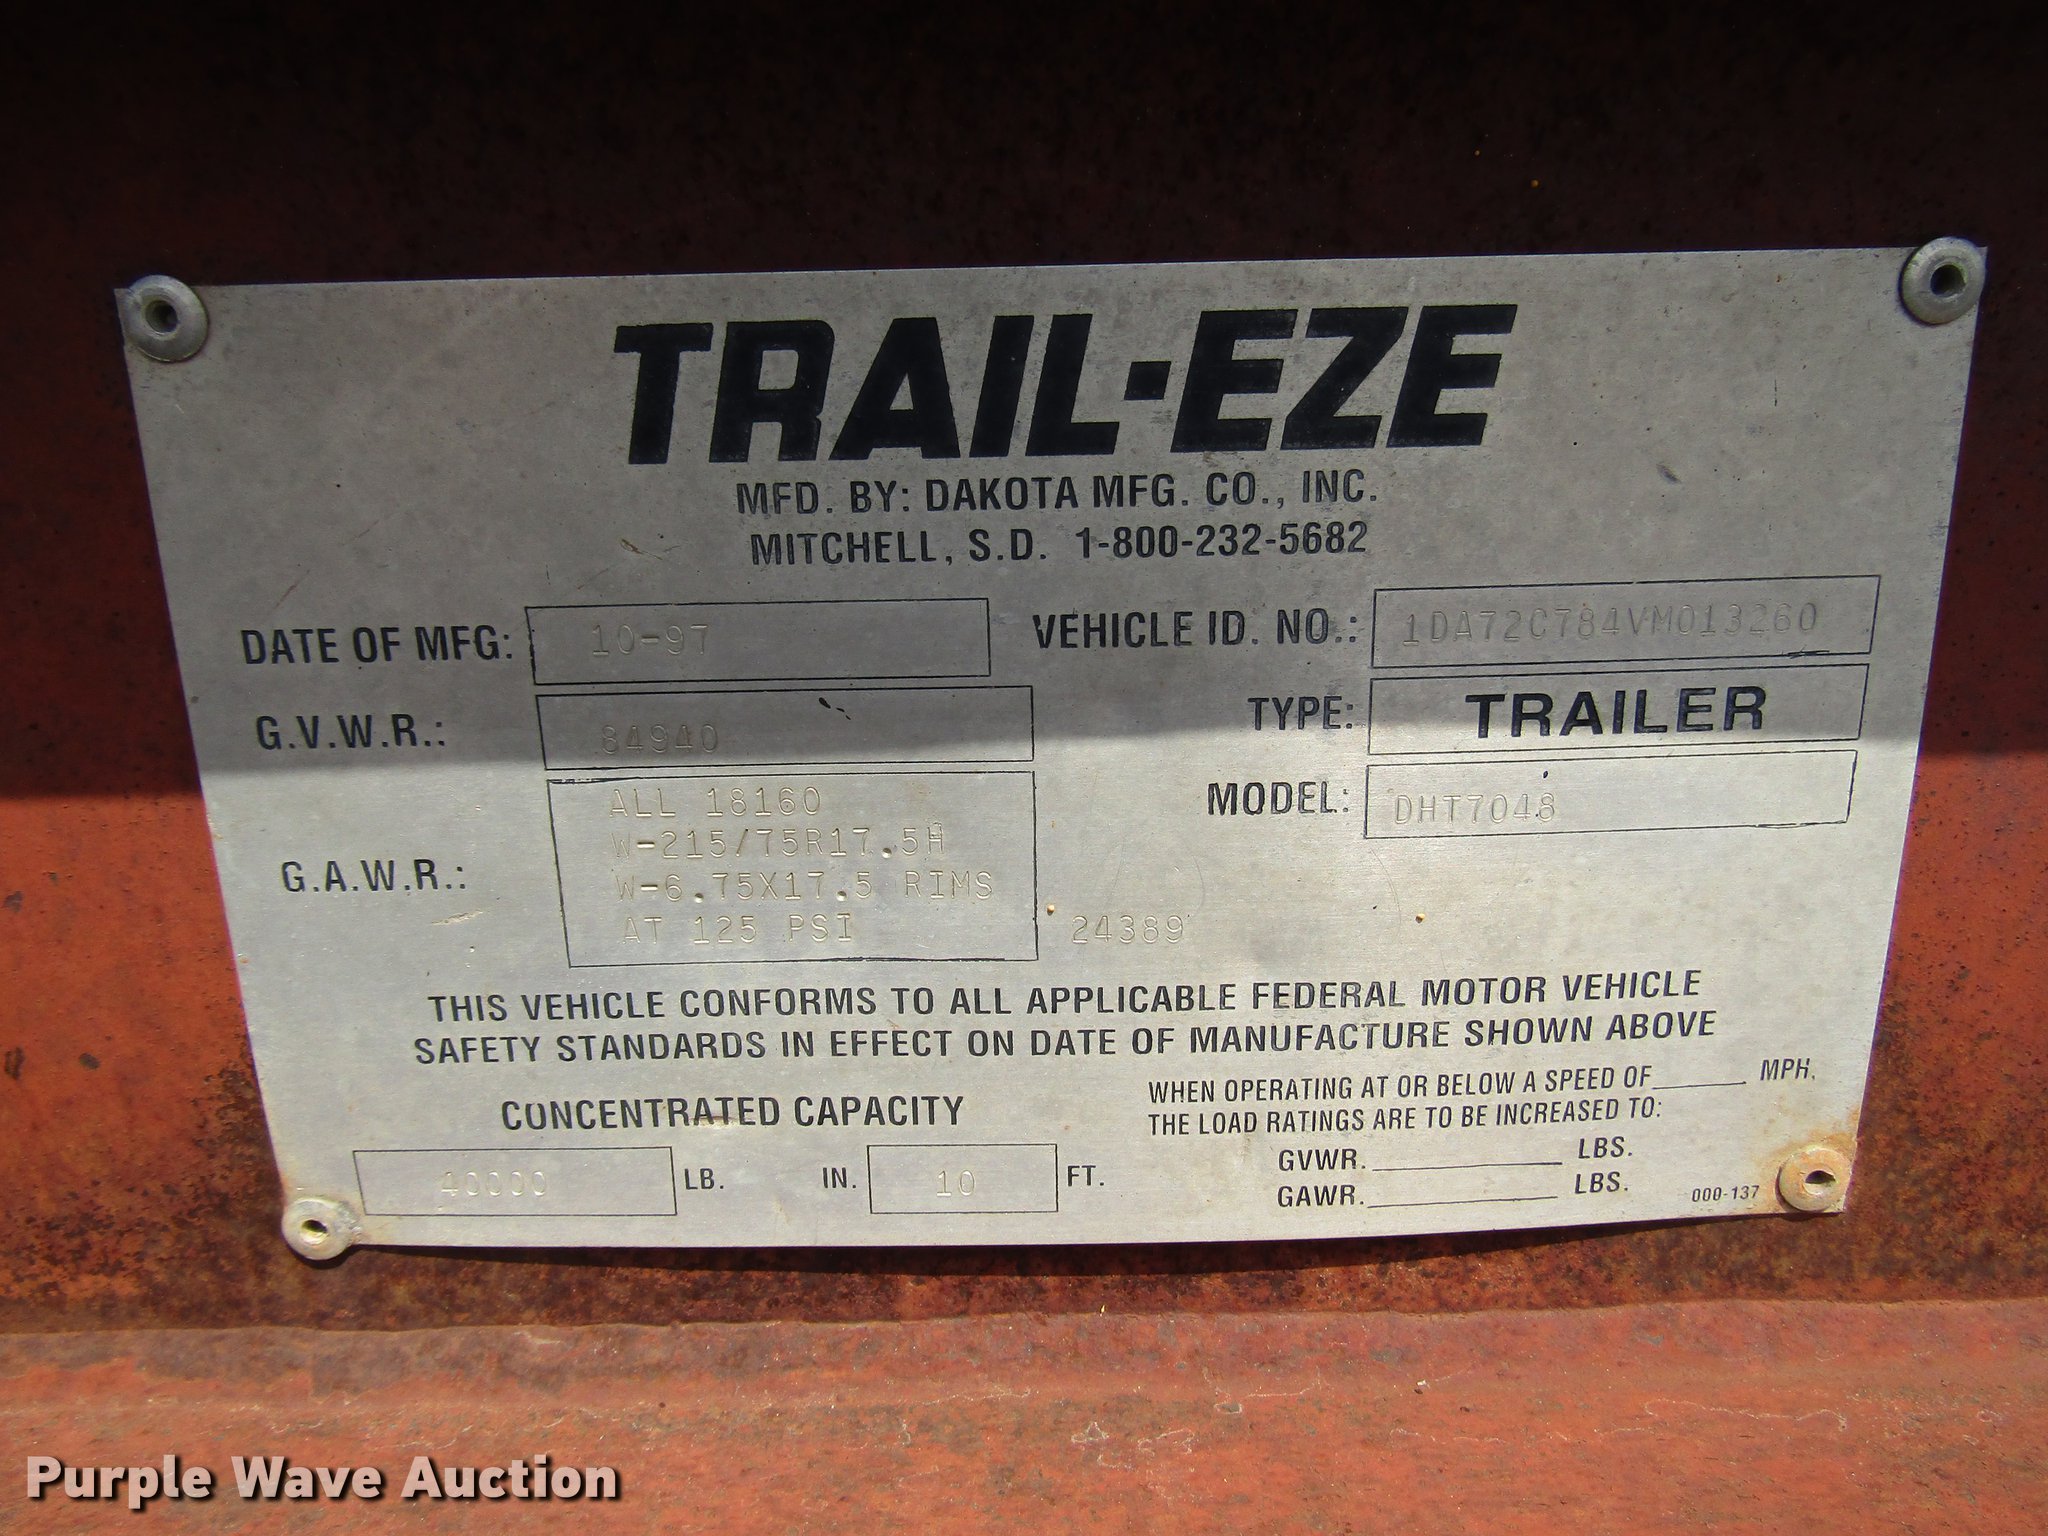 TRAIL-EZE
MFD. BY: DAKOTA MFG. CO., INC.
MITCHELL, S.D. 1-800-232-5682
DATE OF MFG: 10-97
VEHICLE ID. NO.: 1DA72C784VM013260
G.V.W.R.: 84940
TYPE: TRAILER
MODEL: DHT7048
G.A.W.R.: ALL 18160
W-215/75R17.5H
W-6.75X17.5 RIMS
AT 125 PSI
24389
THIS VEHICLE CONFORMS TO ALL APPLICABLE FEDERAL MOTOR VEHICLE
SAFETY STANDARDS IN EFFECT ON DATE OF MANUFACTURE SHOWN ABOVE
CONCENTRATED CAPACITY
40000 LB. IN. 10 FT.
WHEN OPERATING AT OR BELOW A SPEED OF______ MPH.
THE LOAD RATINGS ARE TO BE INCREASED TO:
GVWR.____________ LBS.
GAWR.____________ LBS.
000-137
Purple Wave Auction